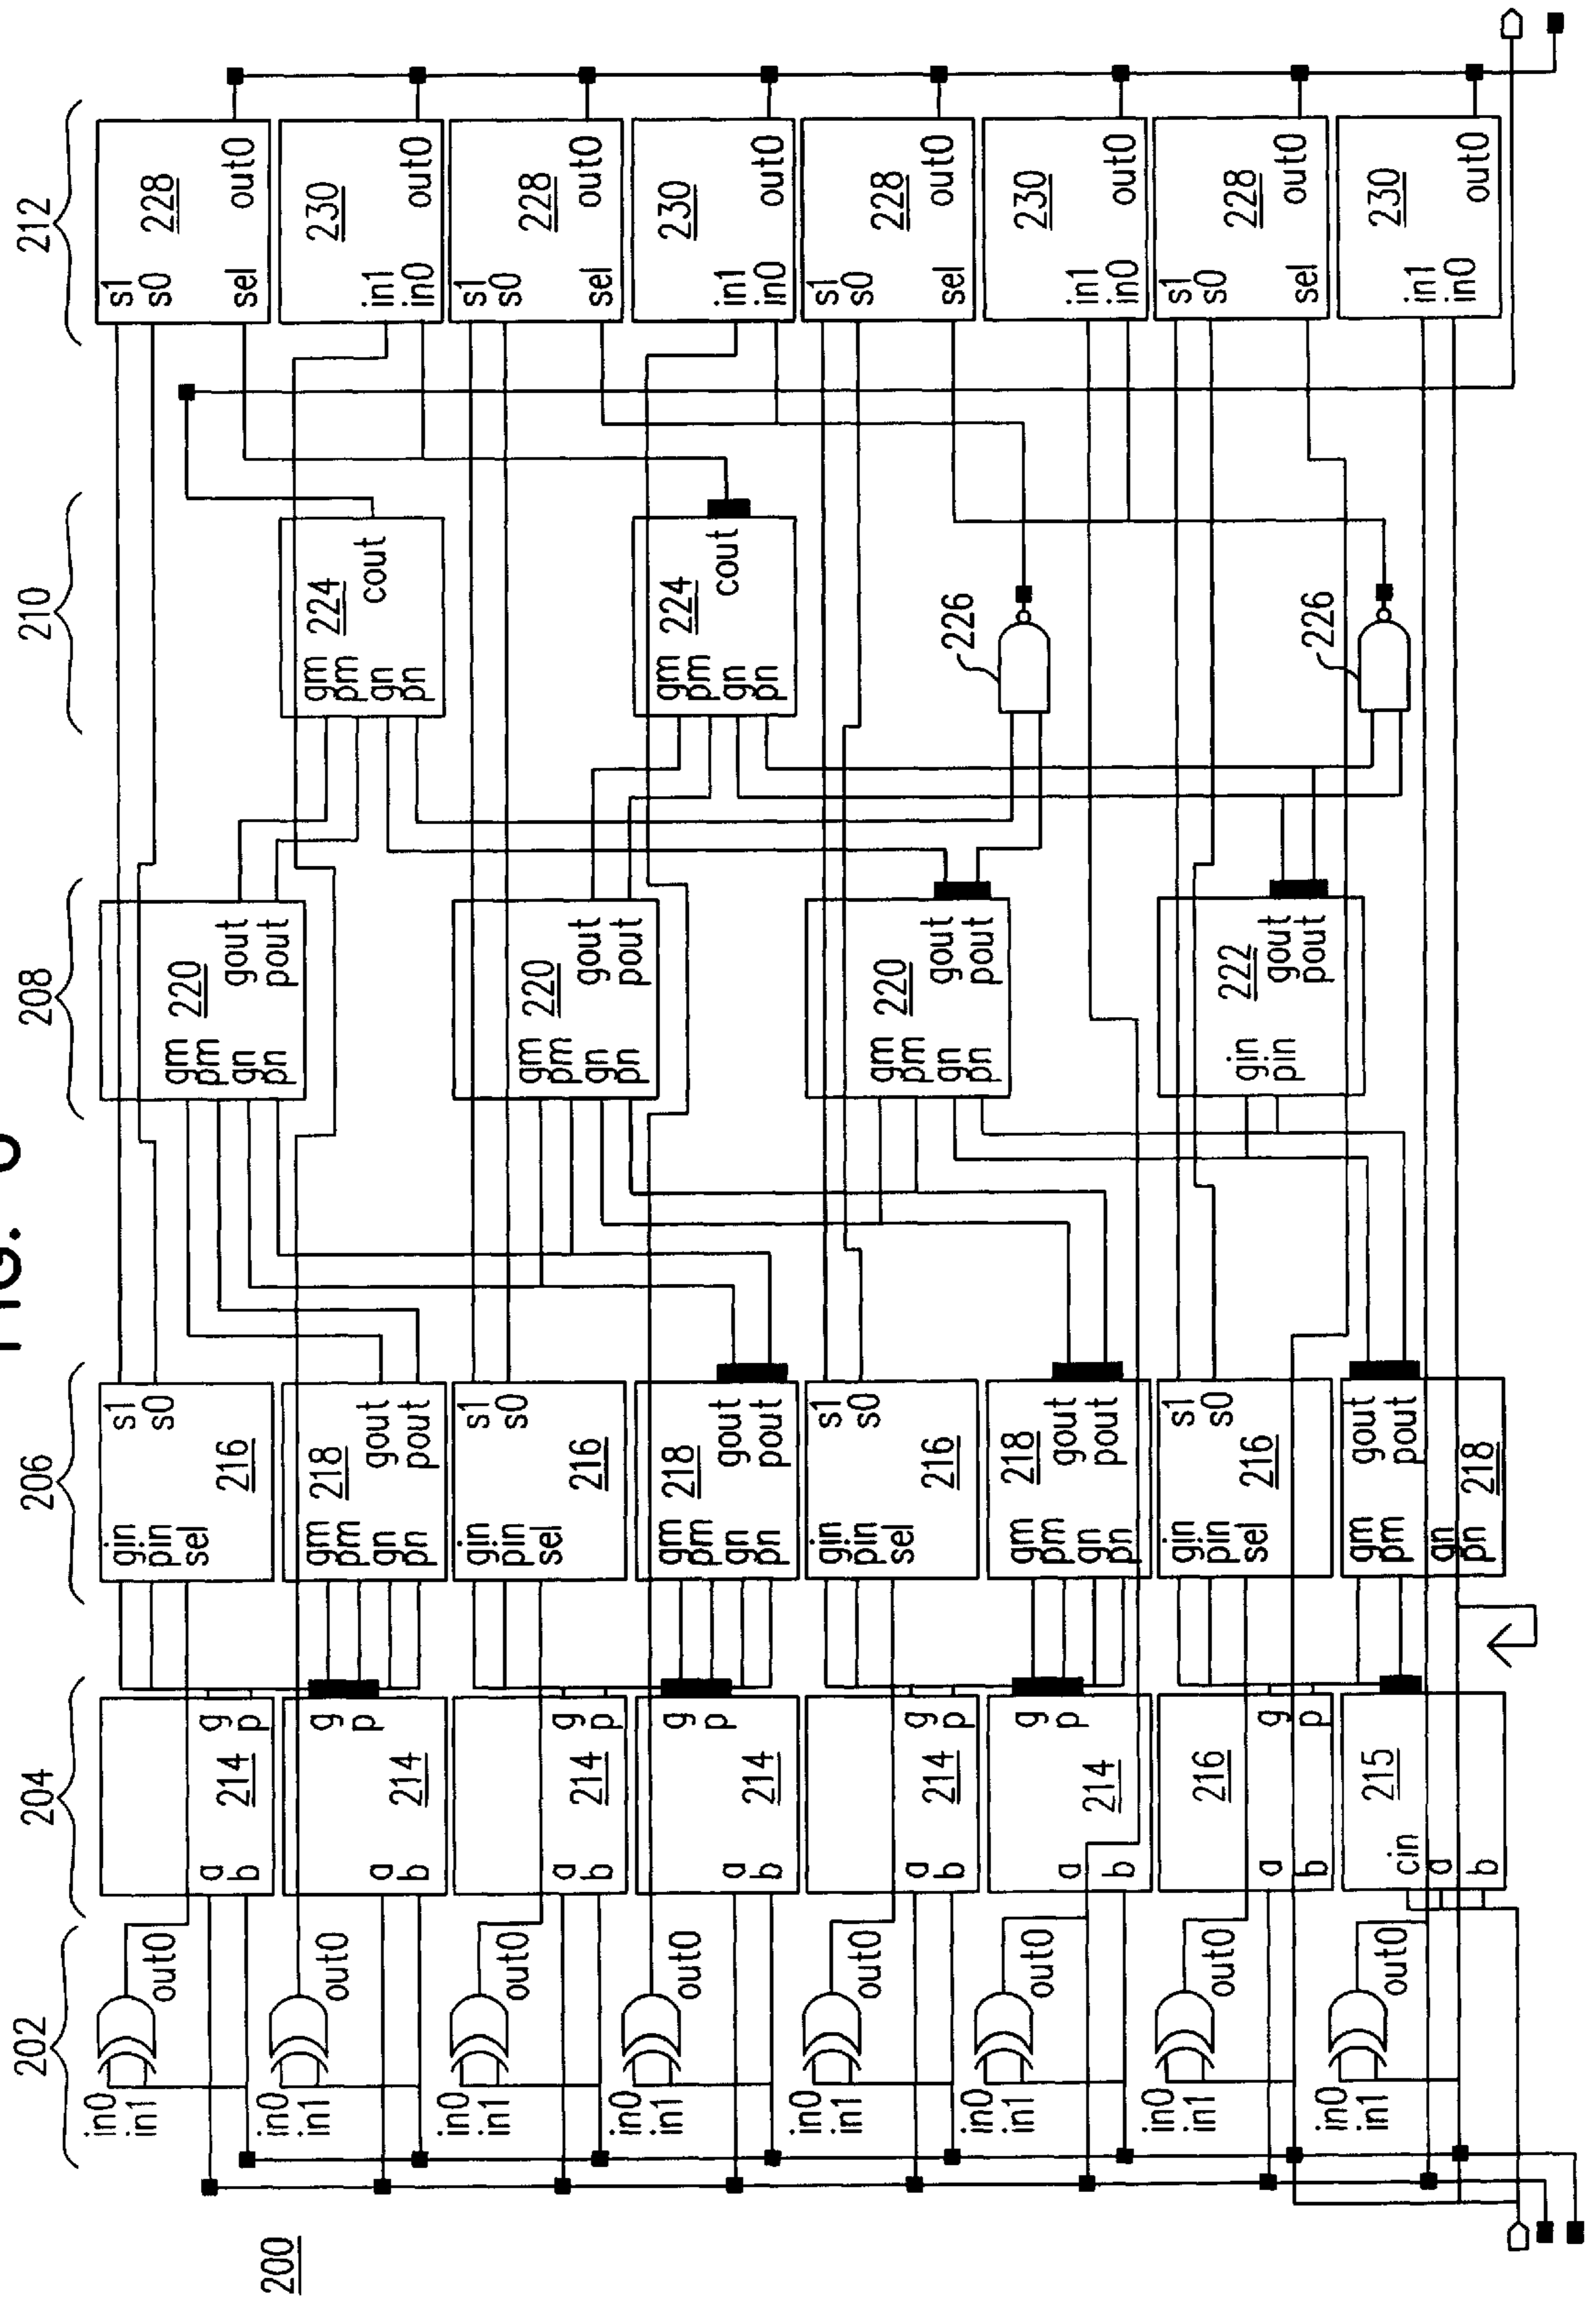 FIG.
200
202
204
206
208
210
212
in0
in1
out0
a
b
214
g
p
gin
pin
sel
216
s1
s0
gm
pm
gn
pn
220
gout
pout
s1
s0
sel
228
out0
in0
in1
out0
a
b
214
g
p
gm
pm
gn
pn
218
gout
pout
gm
pm
gn
pn
224
cout
in1
in0
230
out0
in0
in1
out0
a
b
214
g
p
gin
pin
sel
216
s1
s0
gm
pm
gn
pn
220
gout
pout
s1
s0
sel
228
out0
in0
in1
out0
a
b
214
g
p
gm
pm
gn
pn
218
gout
pout
gm
pm
gn
pn
224
cout
in1
in0
230
out0
in0
in1
out0
a
b
214
g
p
gin
pin
sel
216
s1
s0
gm
pm
gn
pn
220
gout
pout
226
s1
s0
sel
228
out0
in0
in1
out0
a
b
214
g
p
gm
pm
gn
pn
218
gout
pout
in1
in0
230
out0
in0
in1
out0
a
b
216
g
p
gin
pin
sel
216
s1
s0
gin
pin
222
gout
pout
226
s1
s0
sel
228
out0
in0
in1
out0
cin
a
b
215
gm
pm
gn
pn
218
gout
pout
in1
in0
230
out0